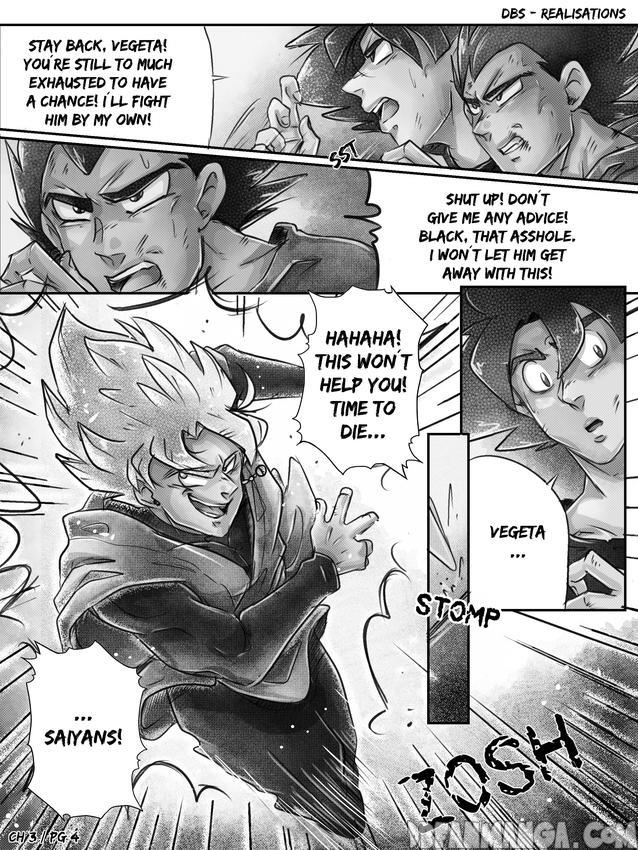 DBS - REALISATIONS
STAY BACK, VEGETA!
YOU'RE STILL TO MUCH
EXHAUSTED TO HAVE
A CHANCE! I'LL FIGHT
HIM BY MY OWN!
SST
SHUT UP! DON'T
GIVE ME ANY ADVICE!
BLACK, THAT ASSHOLE.
I WON'T LET HIM GET
AWAY WITH THIS!
HAHAHA!
THIS WON'T
HELP YOU!
TIME TO
DIE...
VEGETA
...
STOMP
...
SAIYANS!
ZOSH
CH 3 / PG 4
DBFANMANGA.COM